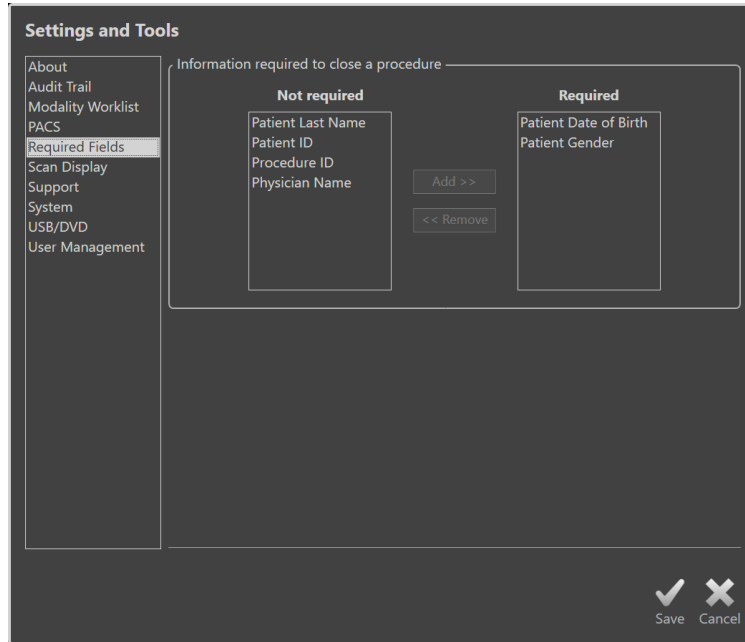 Settings and Tools
About
Audit Trail
Modality Worklist
PACS
Required Fields
Scan Display
Support
System
USB/DVD
User Management
Information required to close a procedure
Not required
Patient Last Name
Patient ID
Procedure ID
Physician Name
Add >>
<< Remove
Required
Patient Date of Birth
Patient Gender
Save
Cancel